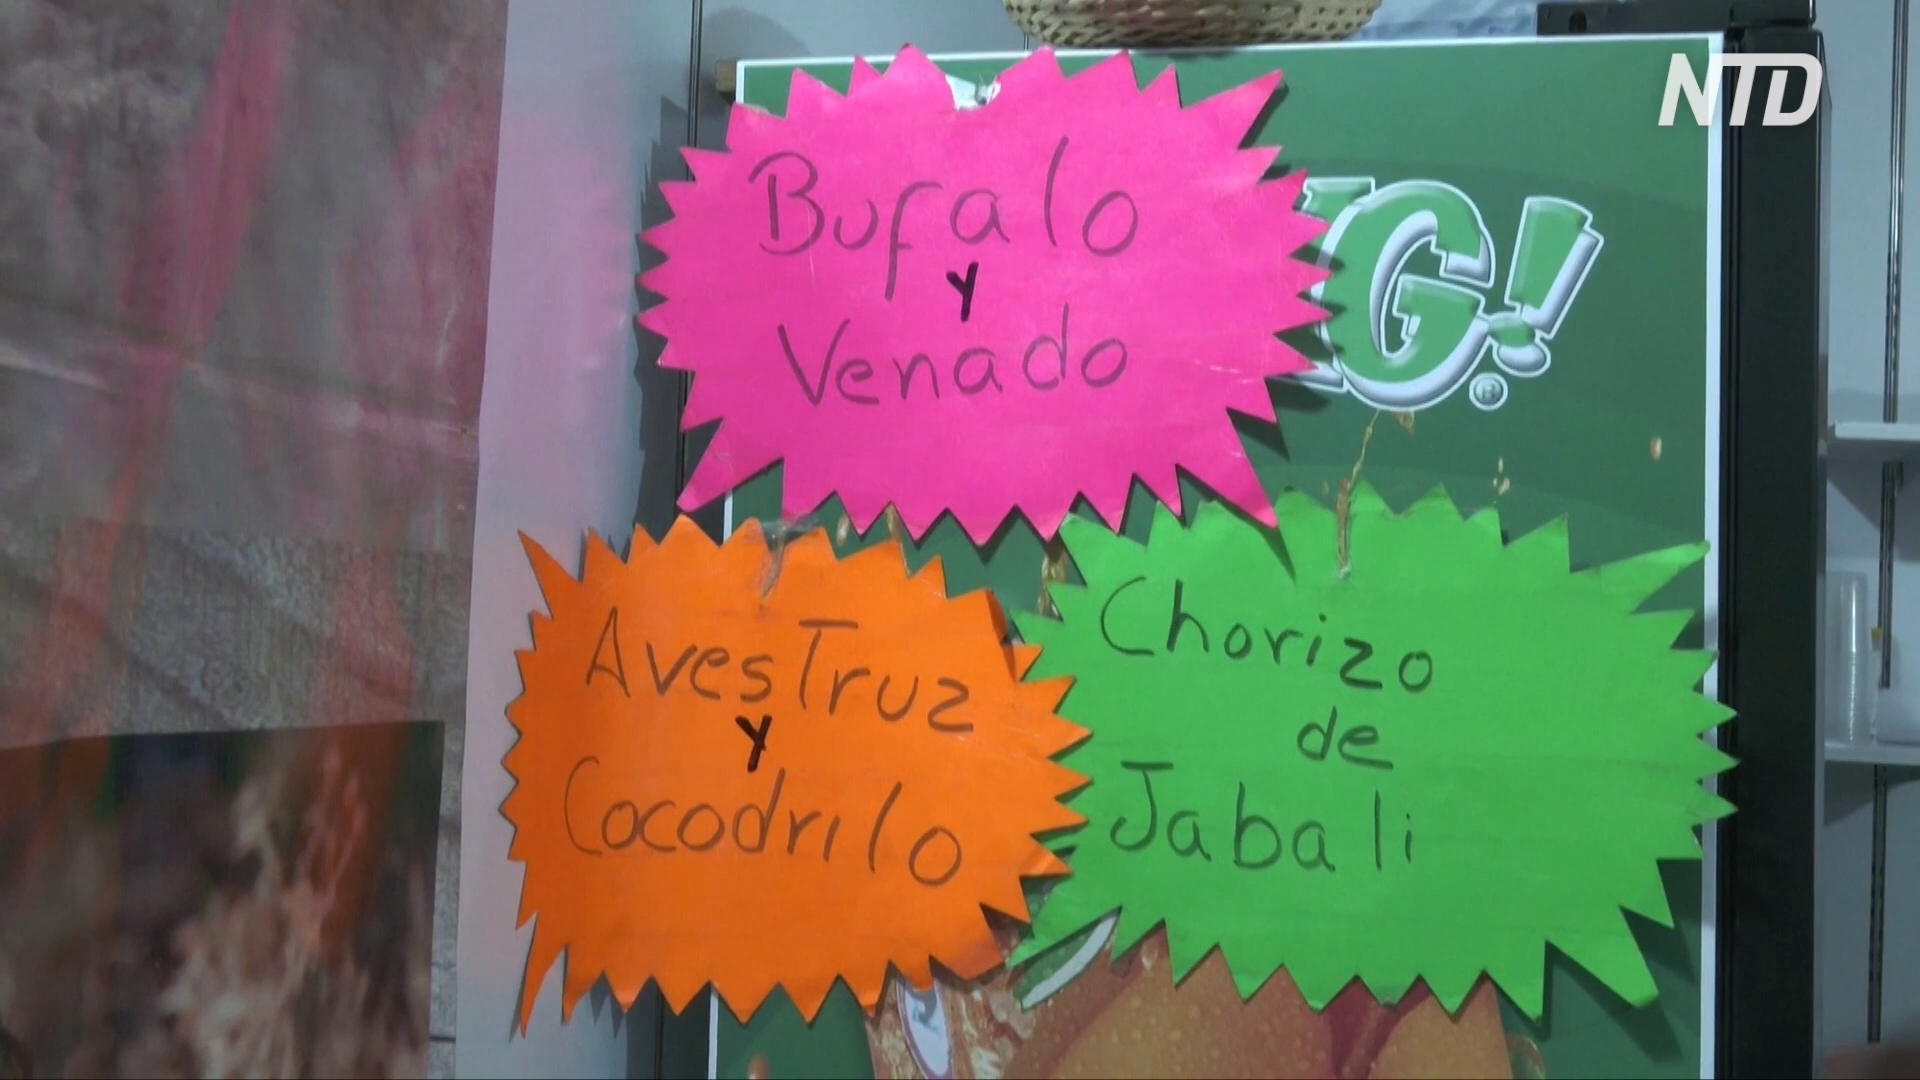 NTD
Bufalo
y
Venado
G!
®
AvesTruz
y
Cocodrilo
Chorizo
de
Jabali